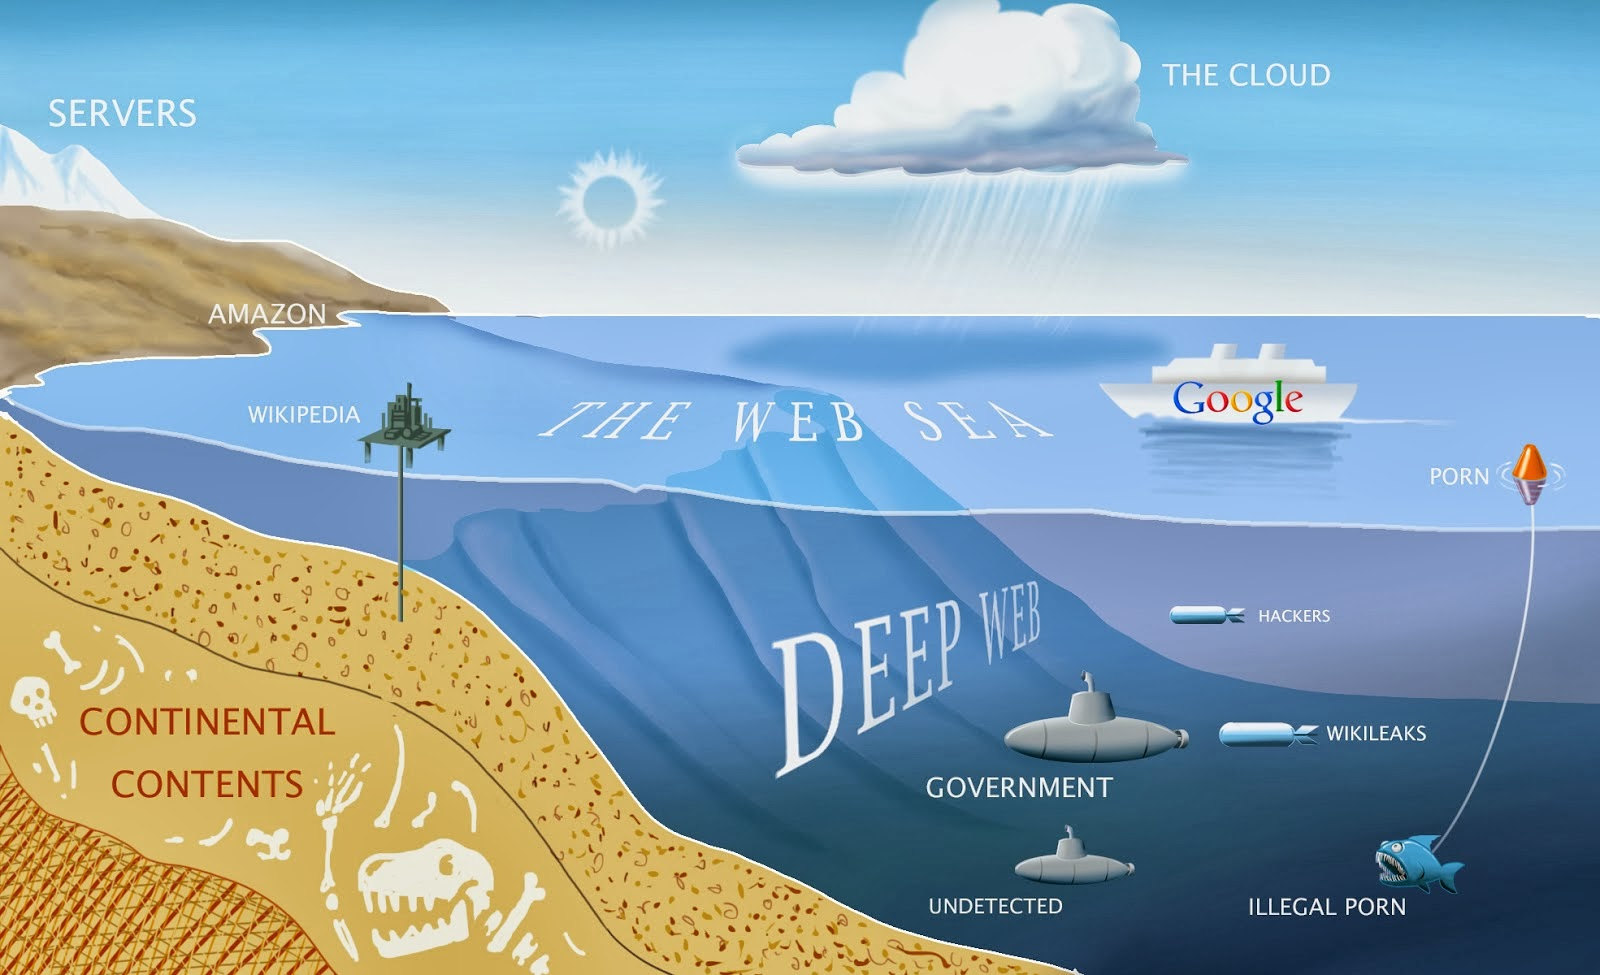 THE CLOUD
SERVERS
AMAZON
WIKIPEDIA
THE WEB SEA
Google
PORN
DEEP WEB
HACKERS
CONTINENTAL
CONTENTS
WIKILEAKS
GOVERNMENT
UNDETECTED
ILLEGAL PORN